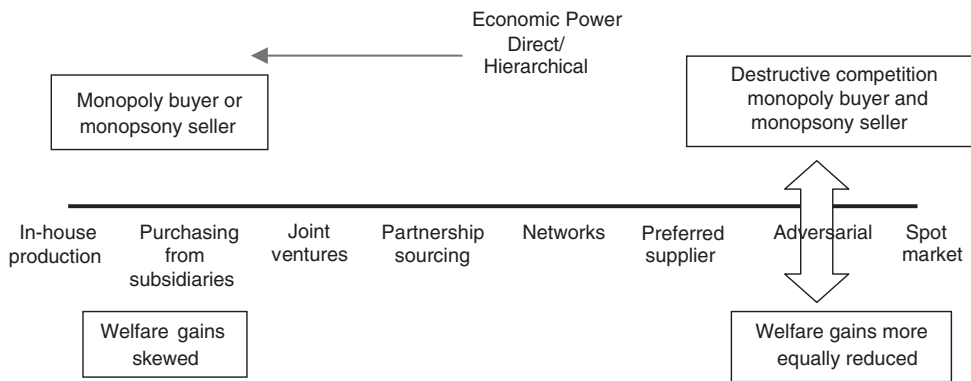 Economic Power
Direct/
Hierarchical
Monopoly buyer or
monopsony seller
Destructive competition
monopoly buyer and
monopsony seller
In-house
production
Purchasing
from
subsidiaries
Joint
ventures
Partnership
sourcing
Networks
Preferred
supplier
Adversarial
Spot
market
Welfare gains
skewed
Welfare gains more
equally reduced